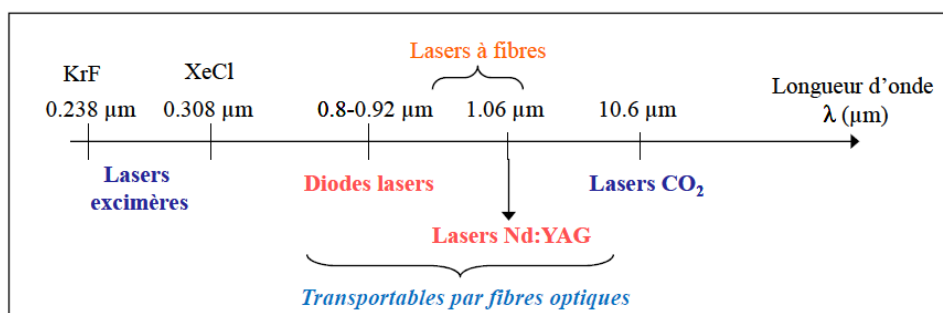 Lasers à fibres
KrF
XeCl
Longueur d’onde
λ (µm)
0.238 µm
0.308 µm
0.8-0.92 µm
1.06 µm
10.6 µm
Lasers
excimères
Diodes lasers
Lasers CO₂
Lasers Nd:YAG
Transportables par fibres optiques